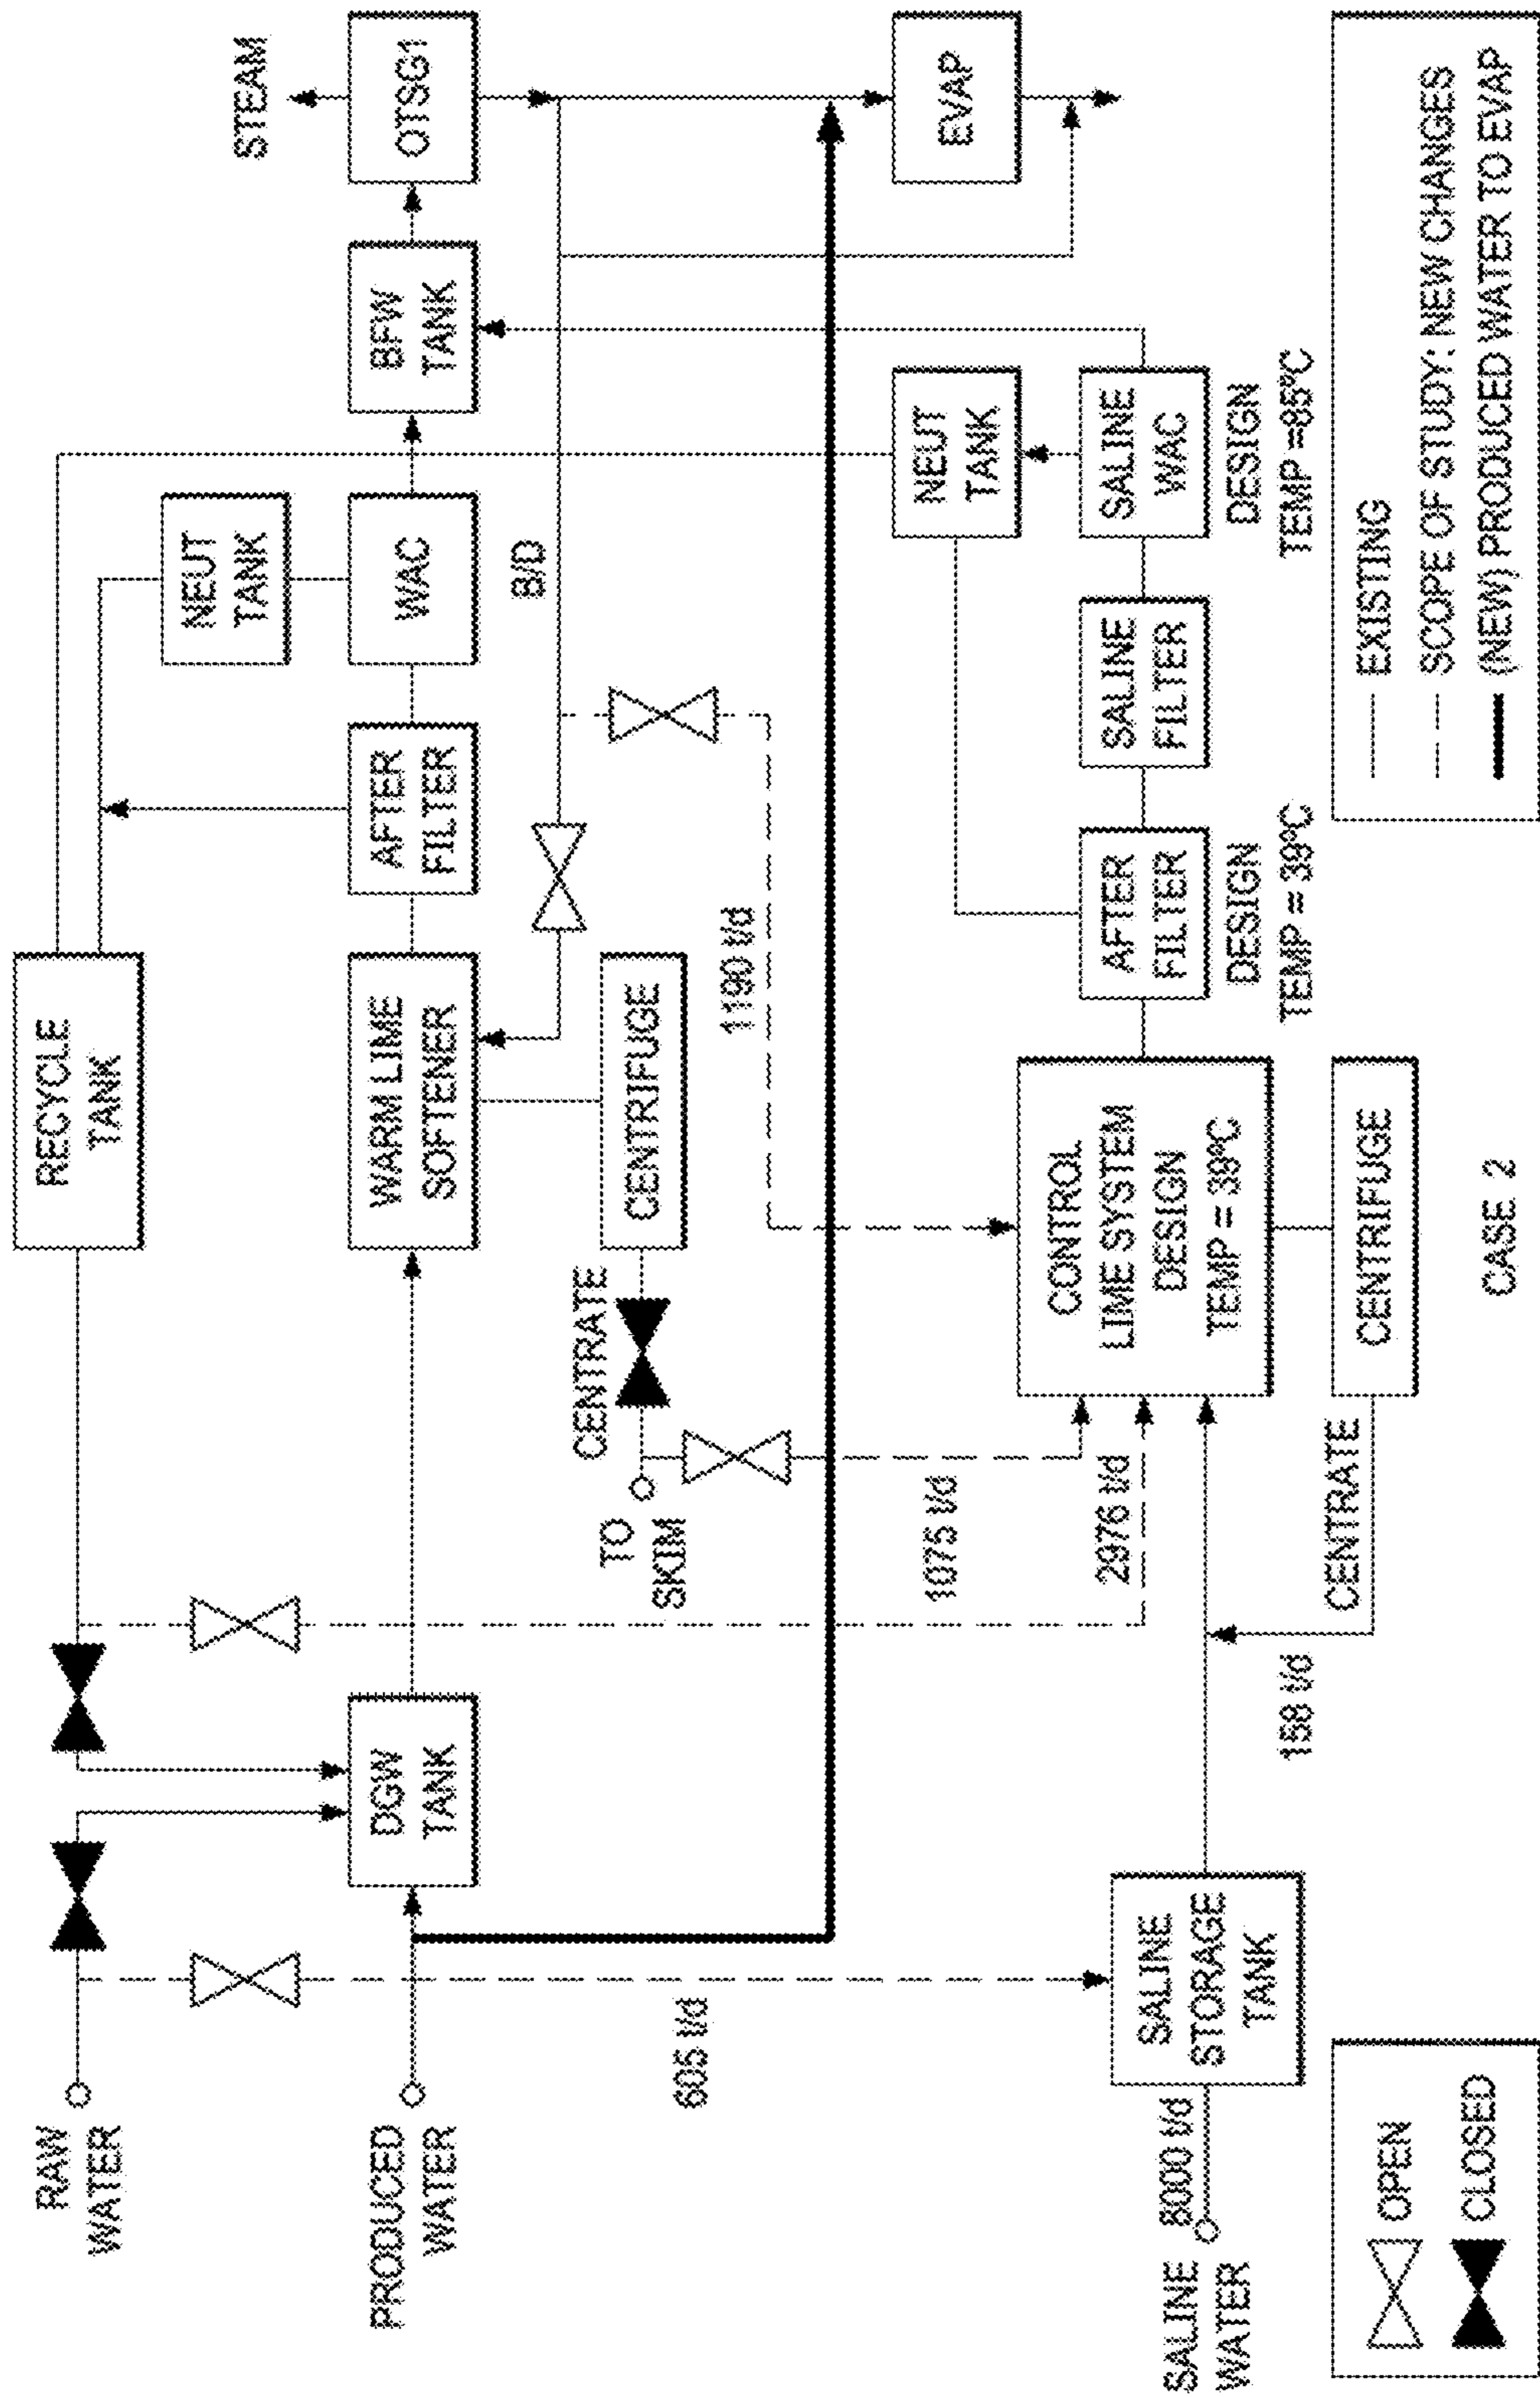 RAW
WATER
RECYCLE
TANK
NEUT
TANK
STEAM
PRODUCED
WATER
DGW
TANK
WARM LIME
SOFTENER
AFTER
FILTER
WAC
BFW
TANK
OTSG1
B/D
CENTRATE
TO
SKIM
CENTRIFUGE
605 t/d
1190 t/d
1075 t/d
NEUT
TANK
EVAP
2976 t/d
CONTROL
LIME SYSTEM
DESIGN
TEMP = 39ºC
AFTER
FILTER
SALINE
FILTER
SALINE
WAC
DESIGN
TEMP = 39ºC
DESIGN
TEMP =85ºC
SALINE
WATER
8000 t/d
SALINE
STORAGE
TANK
158 t/d
CENTRATE
CENTRIFUGE
OPEN
CLOSED
CASE 2
EXISTING
SCOPE OF STUDY: NEW CHANGES
(NEW) PRODUCED WATER TO EVAP